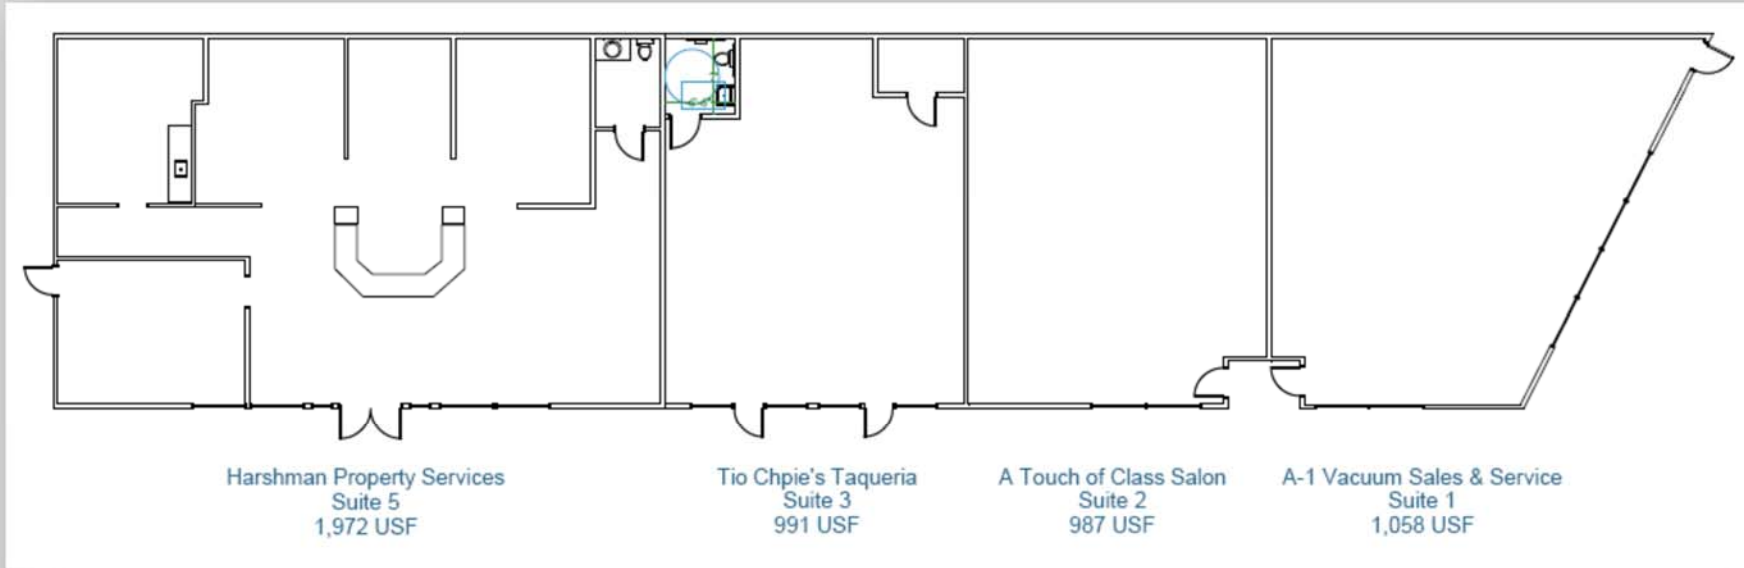 Harshman Property Services
Suite 5
1,972 USF
Tio Chpie's Taqueria
Suite 3
991 USF
A Touch of Class Salon
Suite 2
987 USF
A-1 Vacuum Sales & Service
Suite 1
1,058 USF